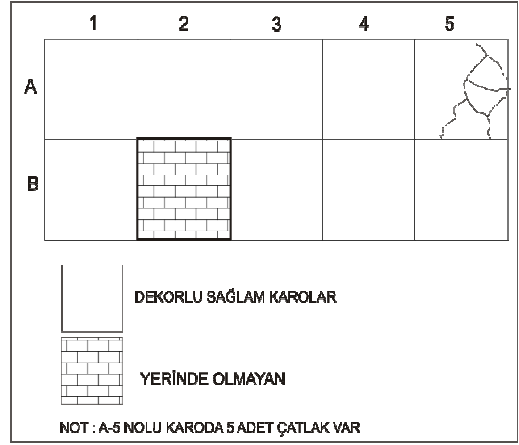 1 2 3 4 5
A
B
DEKORLU SAĞLAM KAROLAR
YERİNDE OLMAYAN
NOT : A-5 NOLU KARODA 5 ADET ÇATLAK VAR